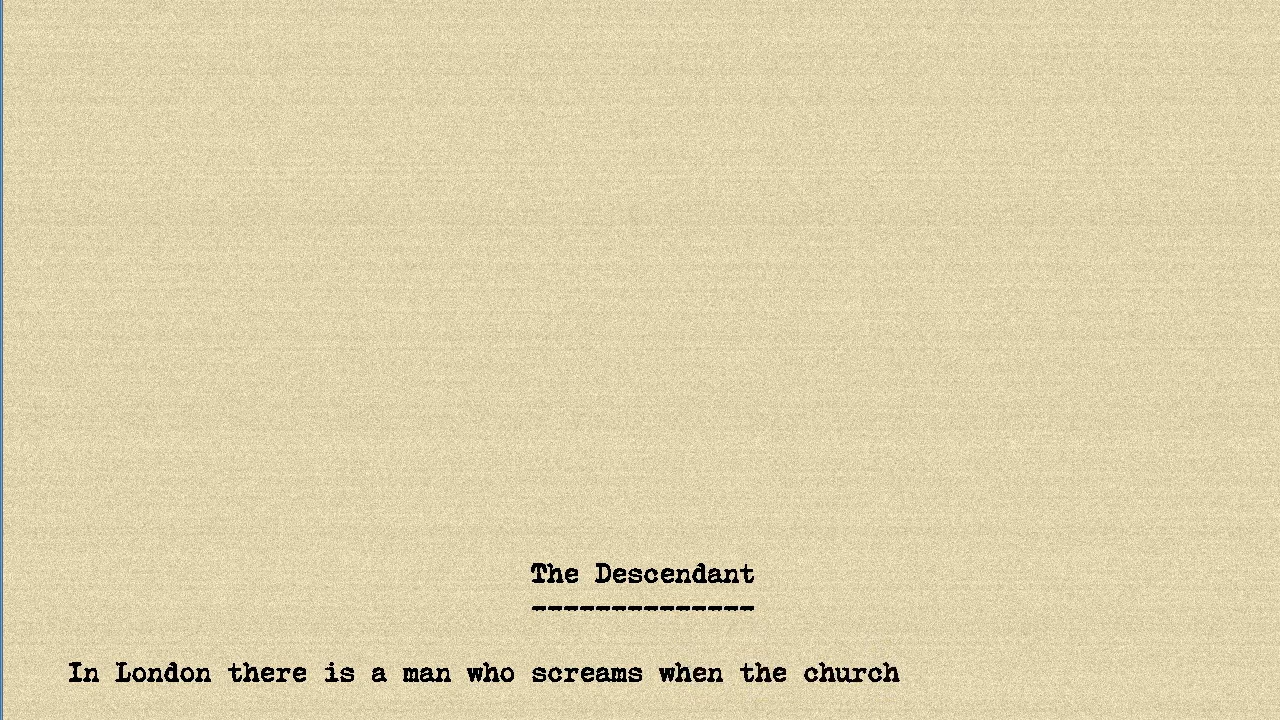 The Descendant
--------------
In London there is a man who screams when the church